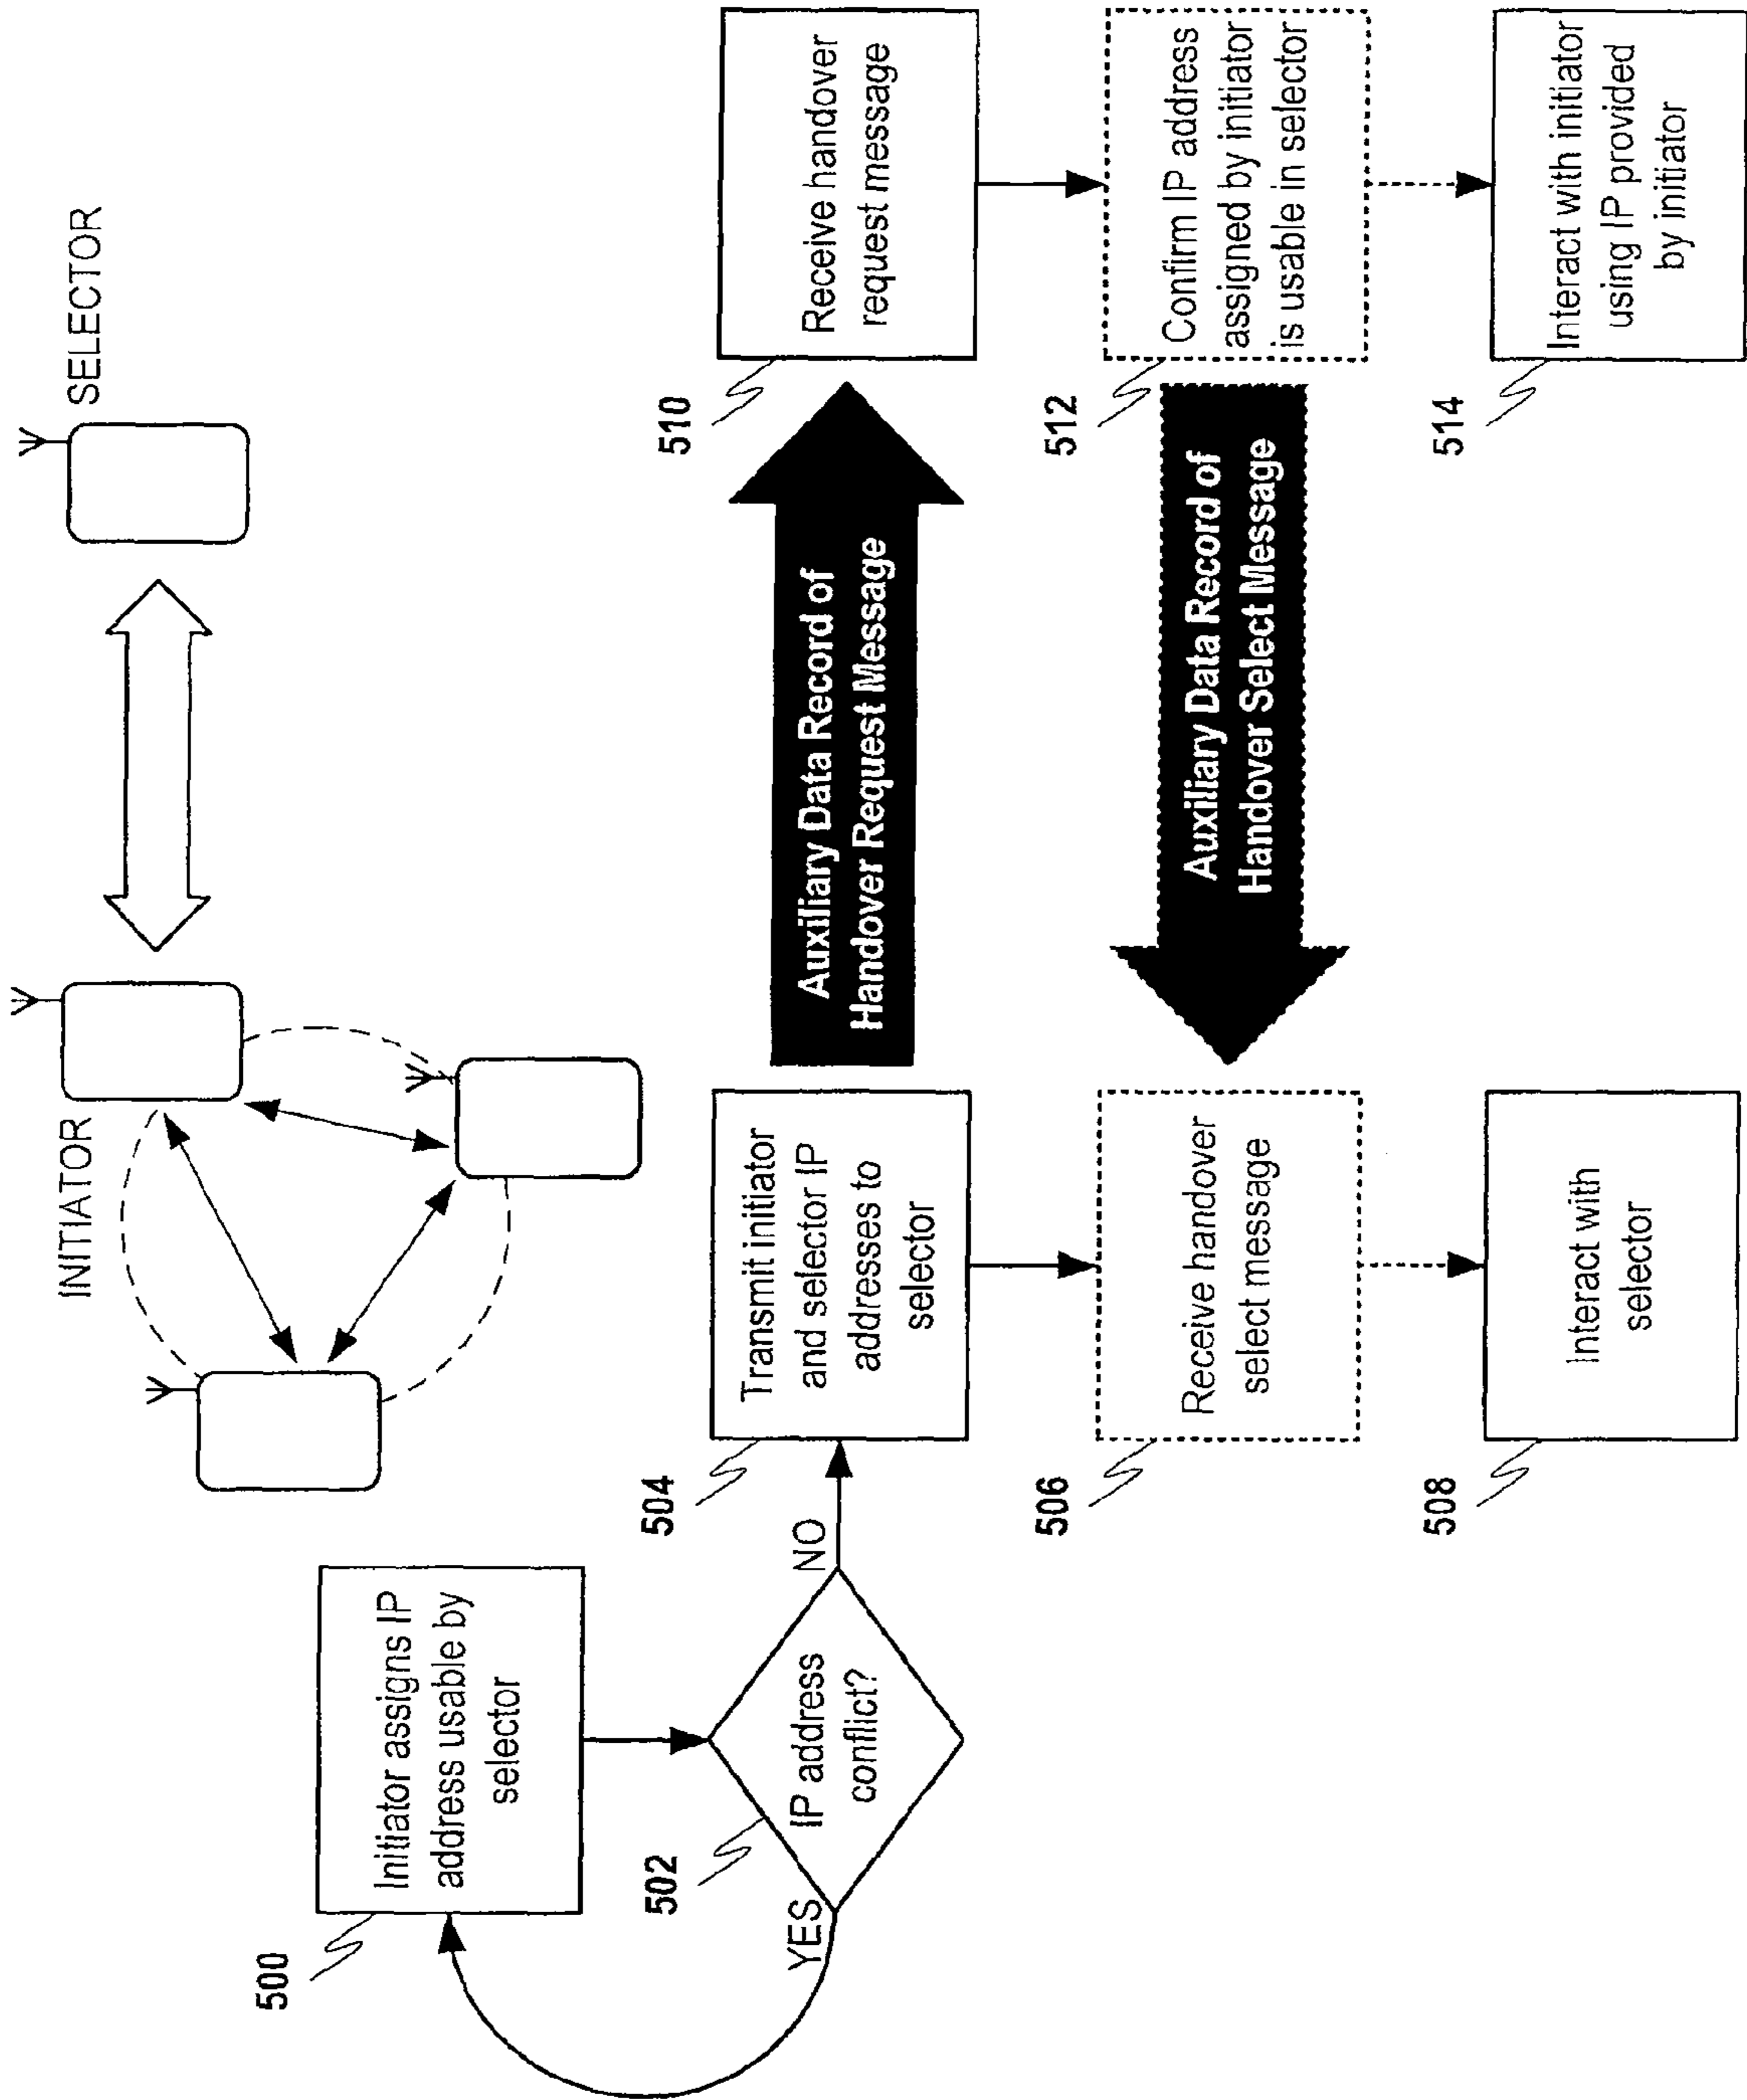 INITIATOR
SELECTOR
500
Initiator assigns IP
address usable by
selector
502
IP address
conflict?
YES
NO
504
Transmit initiator
and selector IP
addresses to
selector
Auxiliary Data Record of
Handover Request Message
510
Receive handover
request message
506
Receive handover
select message
Auxiliary Data Record of
Handover Select Message
512
Confirm IP address
assigned by initiator
is usable in selector
508
Interact with
selector
514
Interact with initiator
using IP provided
by initiator